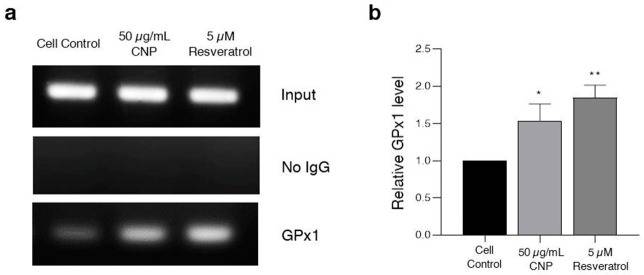 a
Cell Control
50 µg/mL
CNP
5 µM
Resveratrol
Input
No IgG
GPx1
b
Relative GPx1 level
2.5
2.0
1.5
1.0
0.5
0.0
*
**
Cell
Control
50 µg/mL
CNP
5 µM
Resveratrol